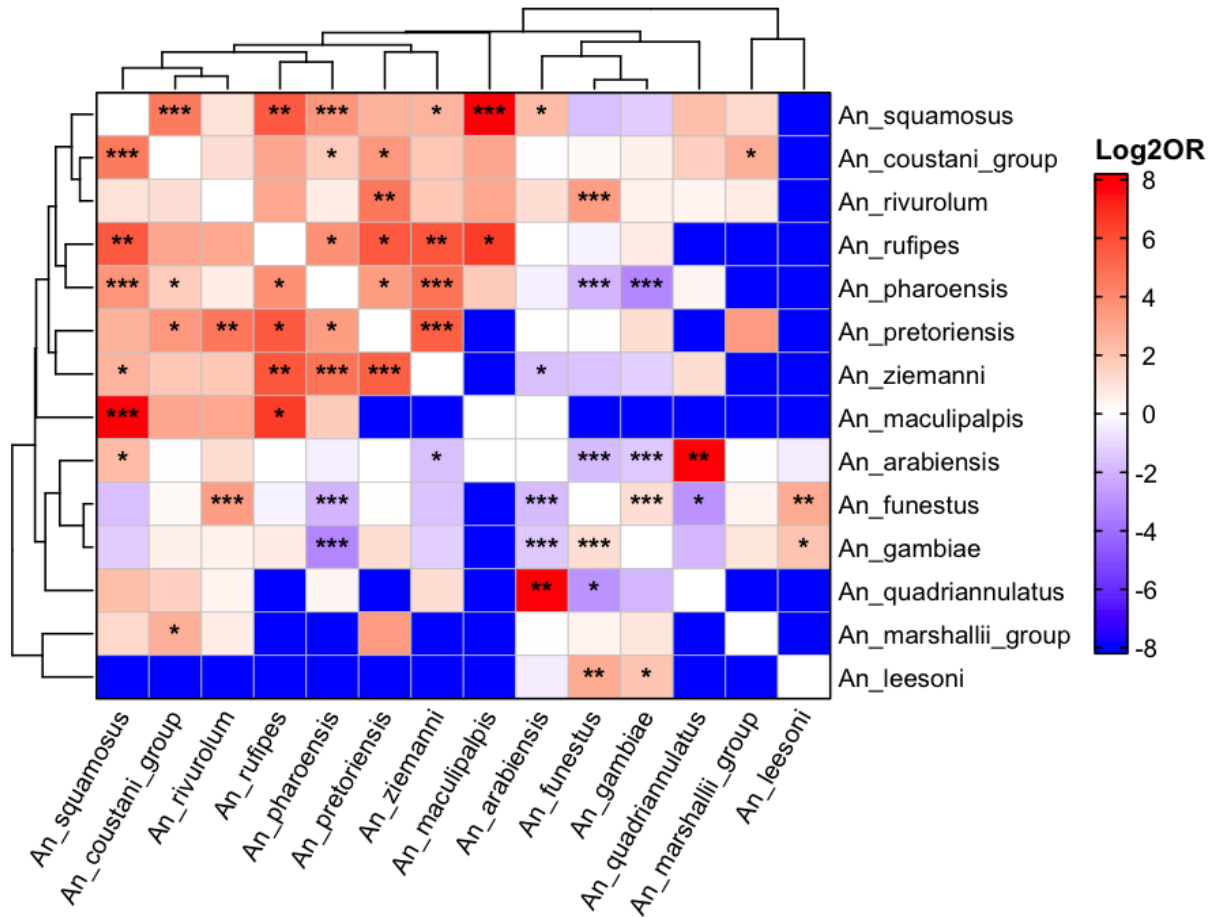 *** ** *** * *** * An_squamosus
*** * * * An_coustani_group
** *** An_rivurolum
** * * ** * An_rufipes
*** * * * *** *** *** An_pharoensis
* ** * * *** An_pretoriensis
* ** *** *** * An_ziemanni
*** * An_maculipalpis
* * *** *** ** An_arabiensis
*** *** *** *** * ** An_funestus
*** *** *** * An_gambiae
** * An_quadriannulatus
* An_marshallii_group
** * An_leesoni
Log2OR
8
6
4
2
0
-2
-4
-6
-8
An_squamosus
An_coustani_group
An_rivurolum
An_rufipes
An_pharoensis
An_pretoriensis
An_ziemanni
An_maculipalpis
An_arabiensis
An_funestus
An_gambiae
An_quadriannulatus
An_marshallii_group
An_leesoni